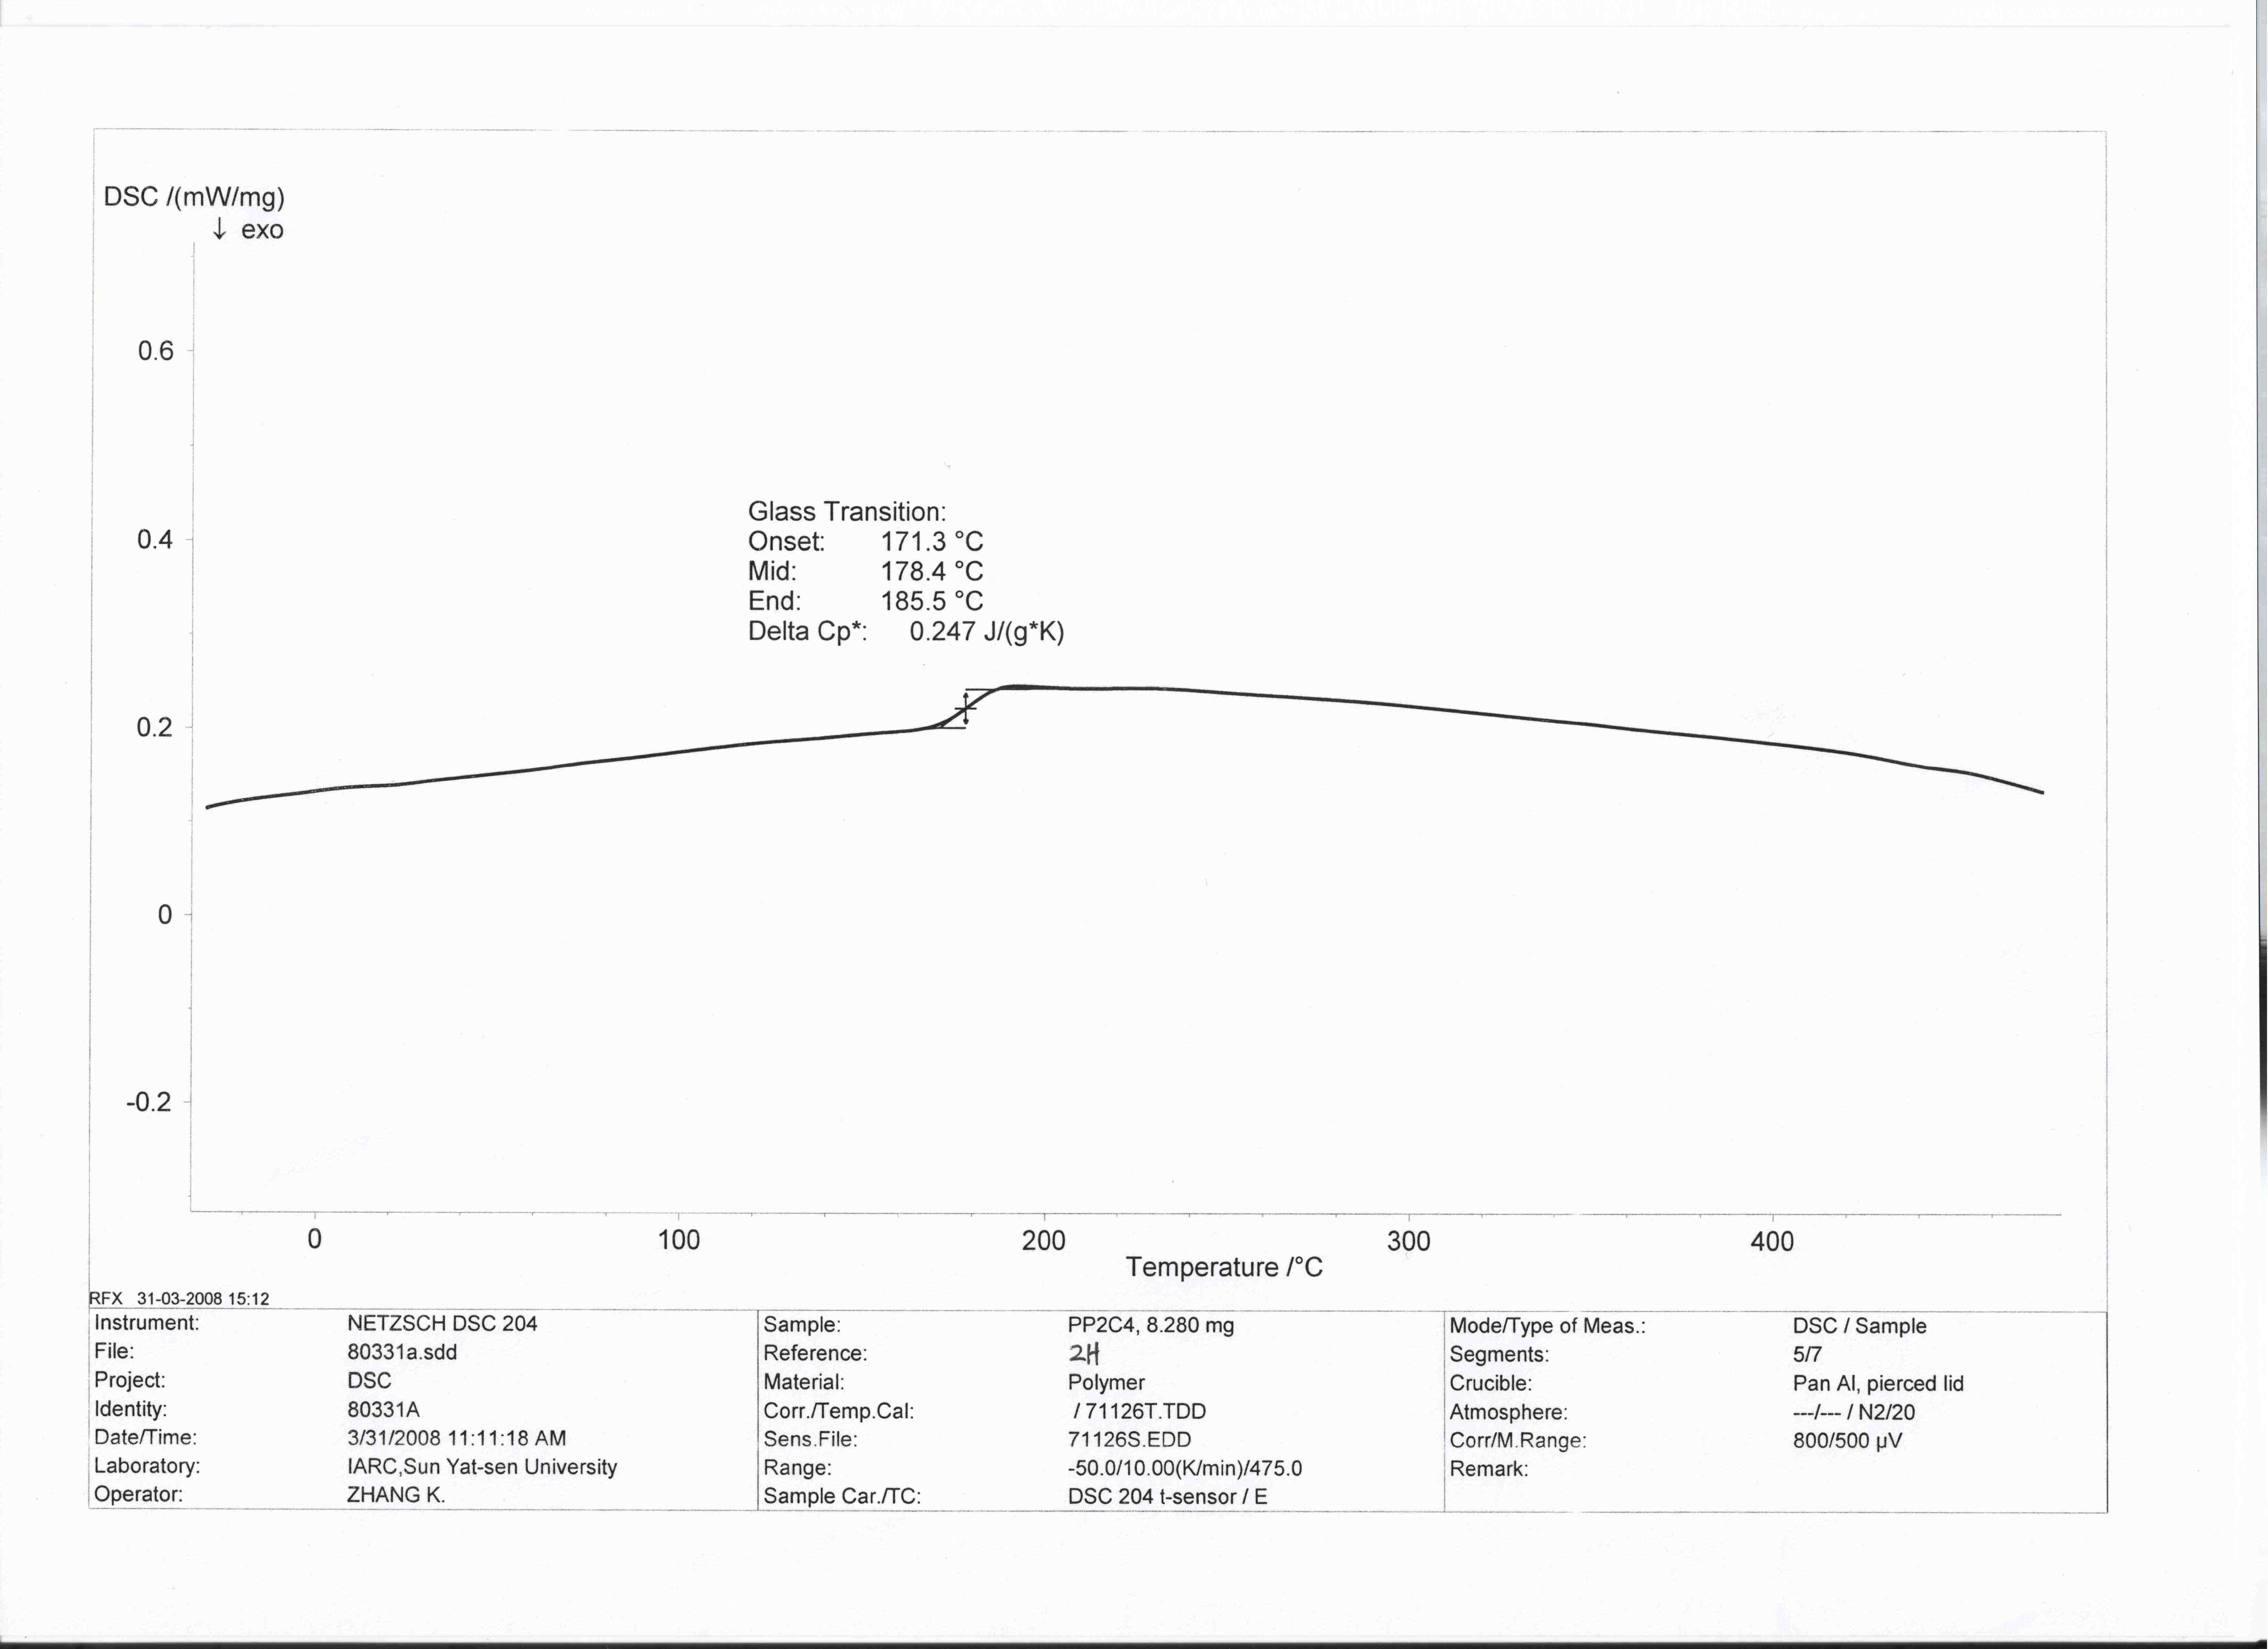 DSC /(mW/mg)
↓ exo
0.6
0.4
0.2
0
-0.2
Glass Transition:
Onset: 171.3 °C
Mid: 178.4 °C
End: 185.5 °C
Delta Cp*: 0.247 J/(g*K)
0 100 200 300 400
Temperature /°C
RFX 31-03-2008 15:12
Instrument: NETZSCH DSC 204
File: 80331a.sdd
Project: DSC
Identity: 80331A
Date/Time: 3/31/2008 11:11:18 AM
Laboratory: IARC,Sun Yat-sen University
Operator: ZHANG K.
Sample: PP2C4, 8.280 mg
Reference: 2H
Material: Polymer
Corr./Temp.Cal: / 71126T.TDD
Sens.File: 71126S.EDD
Range: -50.0/10.00(K/min)/475.0
Sample Car./TC: DSC 204 t-sensor / E
Mode/Type of Meas.: DSC / Sample
Segments: 5/7
Crucible: Pan Al, pierced lid
Atmosphere: ---/--- / N2/20
Corr/M.Range: 800/500 µV
Remark: